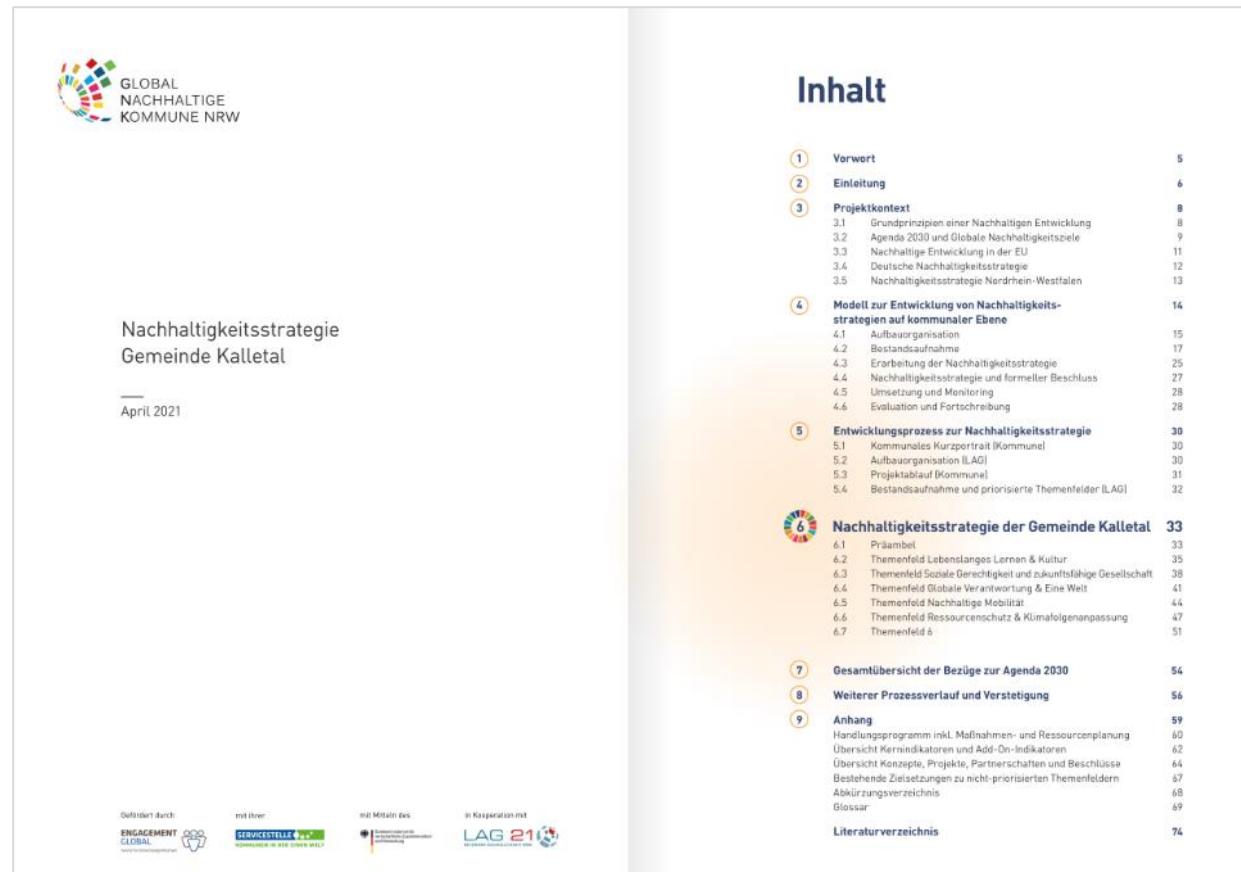 GLOBAL
NACHHALTIGE
KOMMUNE NRW
Nachhaltigkeitsstrategie
Gemeinde Kalletal
April 2021
Gefördert durch
mit ihrer
mit Mitteln des
in Kooperation mit
ENGAGEMENT
GLOBAL
SERVICESTELLE
KOMMUNEN IN DER EINEN WELT
LAG 21
Inhalt
1 Vorwort 5
2 Einleitung 6
3 Projektkontext 8
3.1 Grundprinzipien einer Nachhaltigen Entwicklung 8
3.2 Agenda 2030 und Globale Nachhaltigkeitsziele 9
3.3 Nachhaltige Entwicklung in der EU 11
3.4 Deutsche Nachhaltigkeitsstrategie 12
3.5 Nachhaltigkeitsstrategie Nordrhein-Westfalen 13
4 Modell zur Entwicklung von Nachhaltigkeits- 14
strategien auf kommunaler Ebene
4.1 Aufbauorganisation 15
4.2 Bestandsaufnahme 17
4.3 Erarbeitung der Nachhaltigkeitsstrategie 25
4.4 Nachhaltigkeitsstrategie und formeller Beschluss 27
4.5 Umsetzung und Monitoring 28
4.6 Evaluation und Fortschreibung 28
5 Entwicklungsprozess zur Nachhaltigkeitsstrategie 30
5.1 Kommunales Kurzportrait (Kommune) 30
5.2 Aufbauorganisation (LAG) 30
5.3 Projektablauf (Kommune) 31
5.4 Bestandsaufnahme und priorisierte Themenfelder (LAG) 32
6 Nachhaltigkeitsstrategie der Gemeinde Kalletal 33
6.1 Präambel 33
6.2 Themenfeld Lebenslanges Lernen & Kultur 35
6.3 Themenfeld Soziale Gerechtigkeit und zukunftsfähige Gesellschaft 38
6.4 Themenfeld Globale Verantwortung & Eine Welt 41
6.5 Themenfeld Nachhaltige Mobilität 44
6.6 Themenfeld Ressourcenschutz & Klimafolgenanpassung 47
6.7 Themenfeld 6 51
7 Gesamtübersicht der Bezüge zur Agenda 2030 54
8 Weiterer Prozessverlauf und Verstetigung 56
9 Anhang 59
Handlungsprogramm inkl. Maßnahmen- und Ressourcenplanung 60
Übersicht Kernindikatoren und Add-On-Indikatoren 62
Übersicht Konzepte, Projekte, Partnerschaften und Beschlüsse 64
Bestehende Zielsetzungen zu nicht-priorisierten Themenfeldern 67
Abkürzungsverzeichnis 68
Glossar 69
Literaturverzeichnis 74